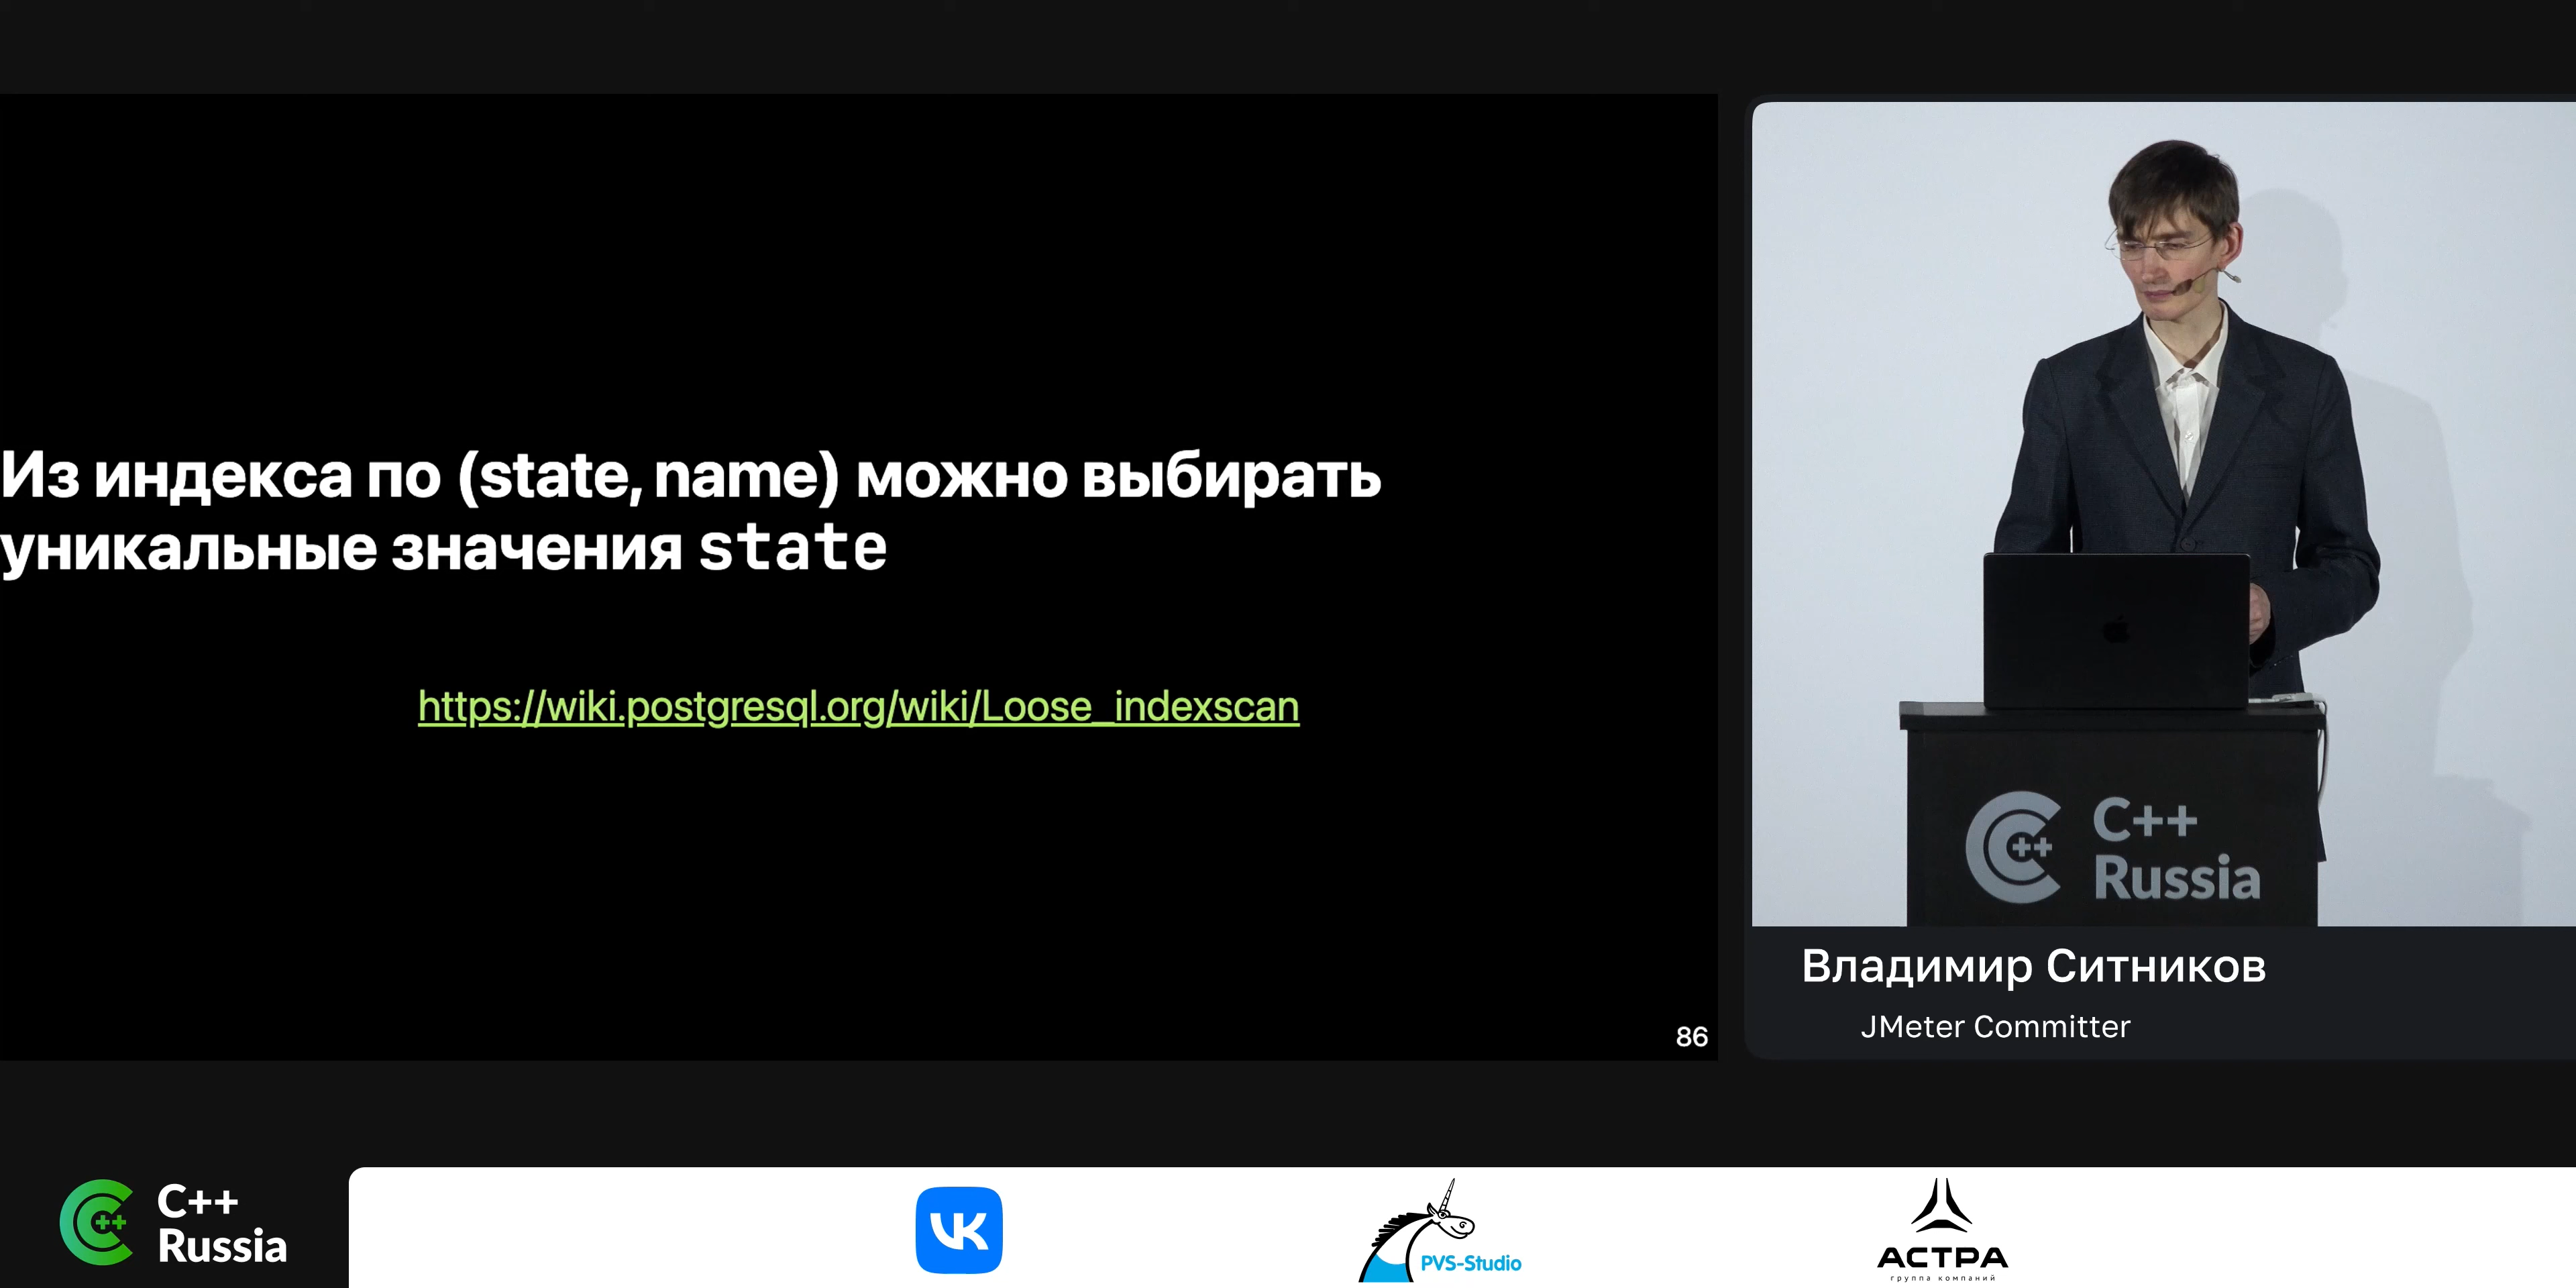 Из индекса по (state, name) можно выбирать
уникальные значения state
https://wiki.postgresql.org/wiki/Loose_indexscan
86
C++
Russia
Владимир Ситников
JMeter Committer
C++
Russia
VK
PVS-Studio
АСТРА
группа компаний